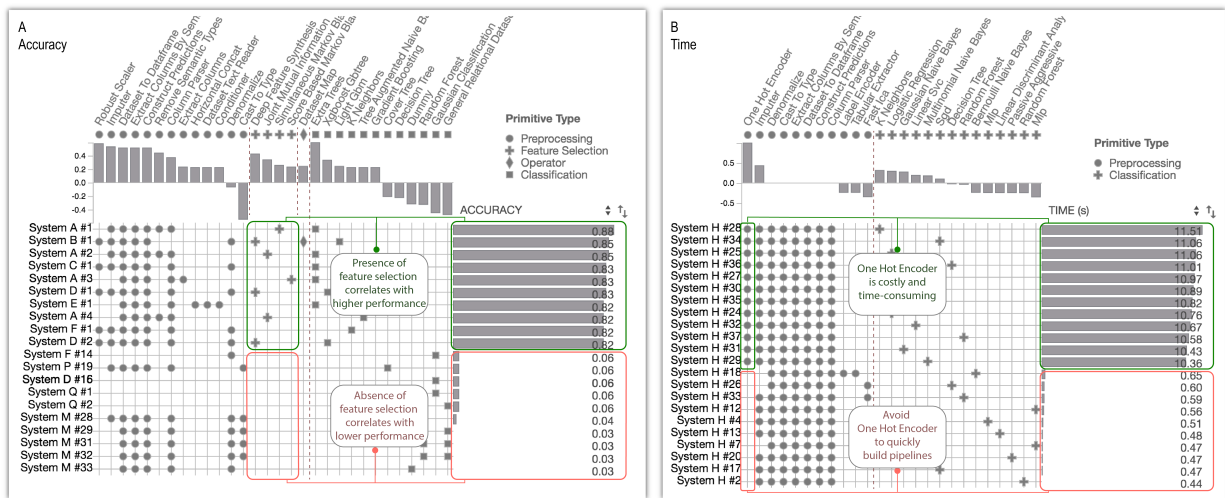 A
Accuracy
Robust Scaler
Imputer
Dataset To Dataframe
Extract Columns By Sem
Construct Predictions
Remove Semantic Types
Column Parser
Extract Columns
Horizontal Concat
Dataset Text Reader
Conditioner
Denormalize
Cast To Type
Deep Feature Synthesis
Joint Mutual Information
Simultaneous Markov Bla
Score Based Markov Blan
Dataset Map
Extra Trees
Xgboost Gbtree
Light Gbm
K Neighbors
Tree Augmented Naive B
Gradient Boosting
Cover Tree
Decision Tree
Dummy
Random Forest
Gaussian Classification
General Relational Datase
Primitive Type
Preprocessing
Feature Selection
Operator
Classification
0.4
0.2
0.0
-0.2
-0.4
ACCURACY
System A #1 0.88
System B #1 0.85
System A #2 0.85
System C #1 0.83
System A #3 0.83
System D #1 0.83
System E #1 0.82
System A #4 0.82
System F #1 0.82
System D #2 0.82
System F #14 0.06
System P #19 0.06
System D #16 0.06
System Q #1 0.06
System Q #2 0.06
System M #28 0.04
System M #29 0.03
System M #31 0.03
System M #32 0.03
System M #33 0.03
Presence of
feature selection
correlates with
higher performance
Absence of
feature selection
correlates with
lower performance
B
Time
One Hot Encoder
Imputer
Denormalize
Cast To Type
Extract Columns By Sem
Dataset To Dataframe
Construct Predictions
Column Parser
Label Encoder
Tabular Extractor
Fast Ica
K Neighbors
Logistic Regression
Gaussian Naive Bayes
Linear Svc
Multinomial Naive Bayes
Sgd
Decision Tree
Random Forest
Bernoulli Naive Bayes
Mlp
Linear Discriminant Analy
Passive Aggressive
Random Forest
Mlp
Primitive Type
Preprocessing
Classification
0.5
0.0
-0.5
TIME (s)
System H #28 11.51
System H #34 11.06
System H #25 11.06
System H #36 11.01
System H #27 10.97
System H #30 10.89
System H #35 10.82
System H #24 10.76
System H #32 10.67
System H #37 10.58
System H #31 10.43
System H #29 10.36
System H #18 0.65
System H #26 0.60
System H #33 0.59
System H #12 0.56
System H #4 0.51
System H #13 0.48
System H #7 0.47
System H #20 0.47
System H #17 0.47
System H #2 0.44
One Hot Encoder
is costly and
time-consuming
Avoid
One Hot Encoder
to quickly
build pipelines